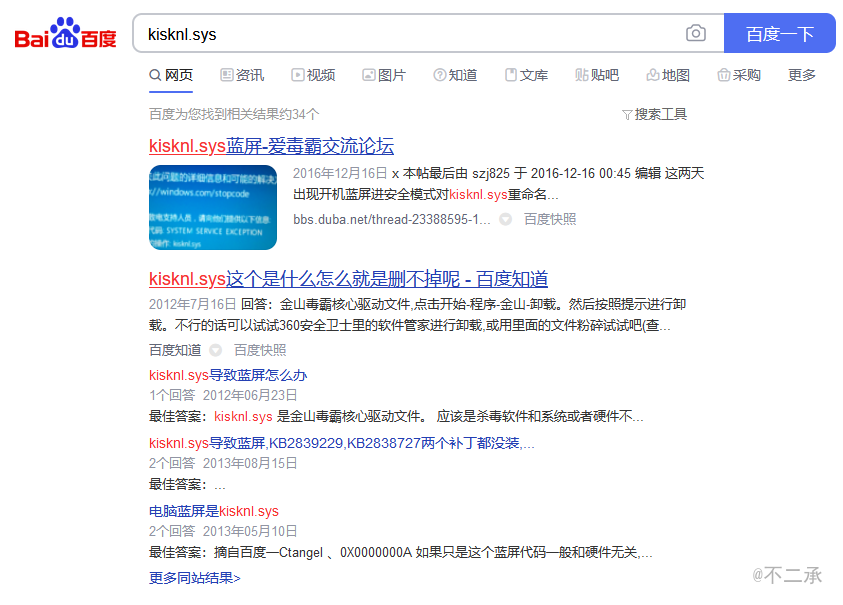 Bai du 百度
kisknl.sys
百度一下
网页 资讯 视频 图片 知道 文库 贴吧 地图 采购 更多
百度为您找到相关结果约34个
搜索工具
kisknl.sys蓝屏-爱毒霸交流论坛
此问题的详细信息和可能的解决
//windows.com/stopcode
致电支持人员，请向他们提供以下信息
代码: SYSTEM SERVICE EXCEPTION
操作: kisknl.sys
2016年12月16日 x 本帖最后由 szj825 于 2016-12-16 00:45 编辑 这两天
出现开机蓝屏进安全模式对kisknl.sys重命名...
bbs.duba.net/thread-23388595-1... 百度快照
kisknl.sys这个是什么怎么就是删不掉呢 - 百度知道
2012年7月16日 回答：金山毒霸核心驱动文件,点击开始-程序-金山-卸载。然后按照提示进行卸
载。不行的话可以试试360安全卫士里的软件管家进行卸载,或用里面的文件粉碎试试吧(查...
百度知道 百度快照
kisknl.sys导致蓝屏怎么办
1个回答 2012年06月23日
最佳答案：kisknl.sys 是金山毒霸核心驱动文件。 应该是杀毒软件和系统或者硬件不...
kisknl.sys导致蓝屏,KB2839229,KB2838727两个补丁都没装,...
2个回答 2013年08月15日
最佳答案：...
电脑蓝屏是kisknl.sys
2个回答 2013年05月10日
最佳答案：摘自百度—Ctangel 、0X0000000A 如果只是这个蓝屏代码一般和硬件无关,...
更多同站结果>
@不二承